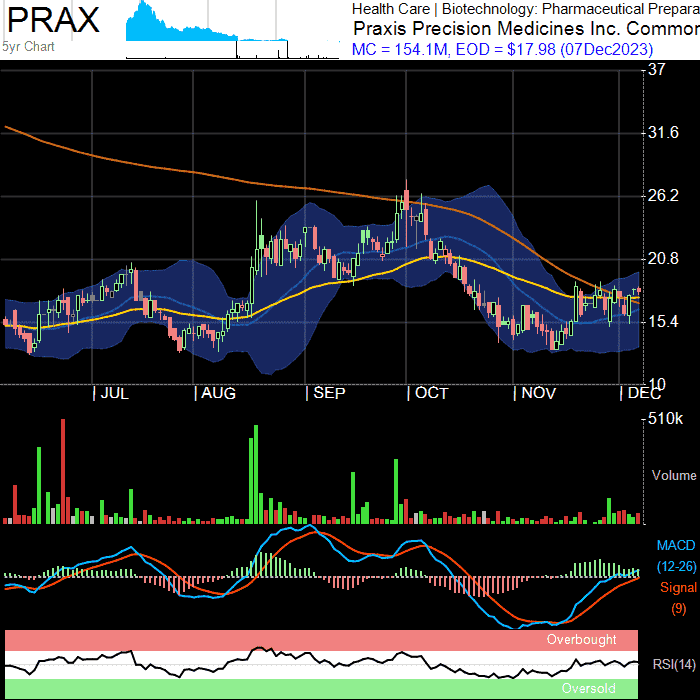 PRAX
5yr Chart
Health Care | Biotechnology: Pharmaceutical Prepara
Praxis Precision Medicines Inc. Common
MC = 154.1M, EOD = $17.98 (07Dec2023)
37
31.6
26.2
20.8
15.4
10
| JUL | AUG | SEP | OCT | NOV | DEC
510k
Volume
MACD
(12-26)
Signal
(9)
Overbought
RSI(14)
Oversold